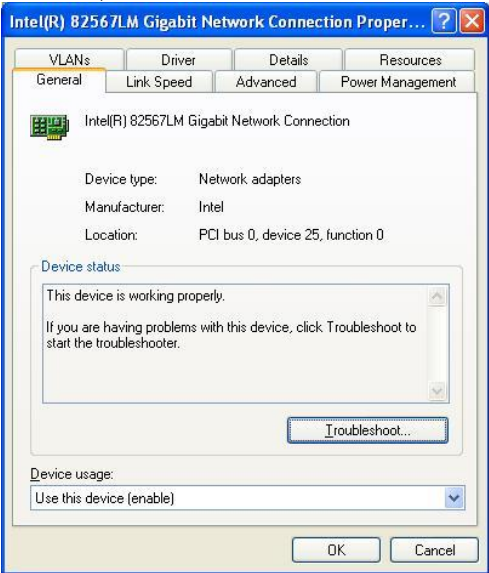 Intel(R) 82567LM Gigabit Network Connection Proper...
VLANs Driver Details Resources
General Link Speed Advanced Power Management
Intel(R) 82567LM Gigabit Network Connection
Device type: Network adapters
Manufacturer: Intel
Location: PCI bus 0, device 25, function 0
Device status
This device is working properly.
If you are having problems with this device, click Troubleshoot to
start the troubleshooter.
Troubleshoot...
Device usage:
Use this device (enable)
OK Cancel